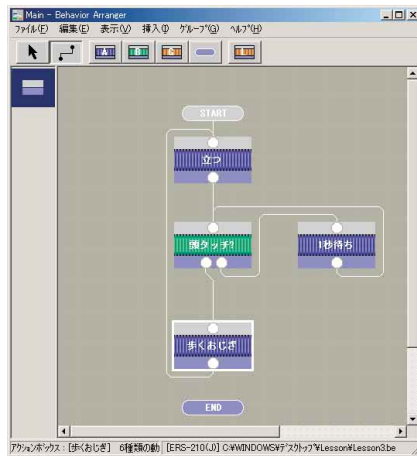 Main - Behavior Arranger
ファイル(F) 編集(E) 表示(V) 挿入(I) グループ(G) ヘルプ(H)
A B C E
START
立つ
頭タッチ? 1秒待ち
歩くおじぎ
END
アクションボックス : [歩くおじぎ] 6種類の動 [ERS-210(J)] C:¥WINDOWS¥デスクトップ¥Lesson¥Lesson3.be